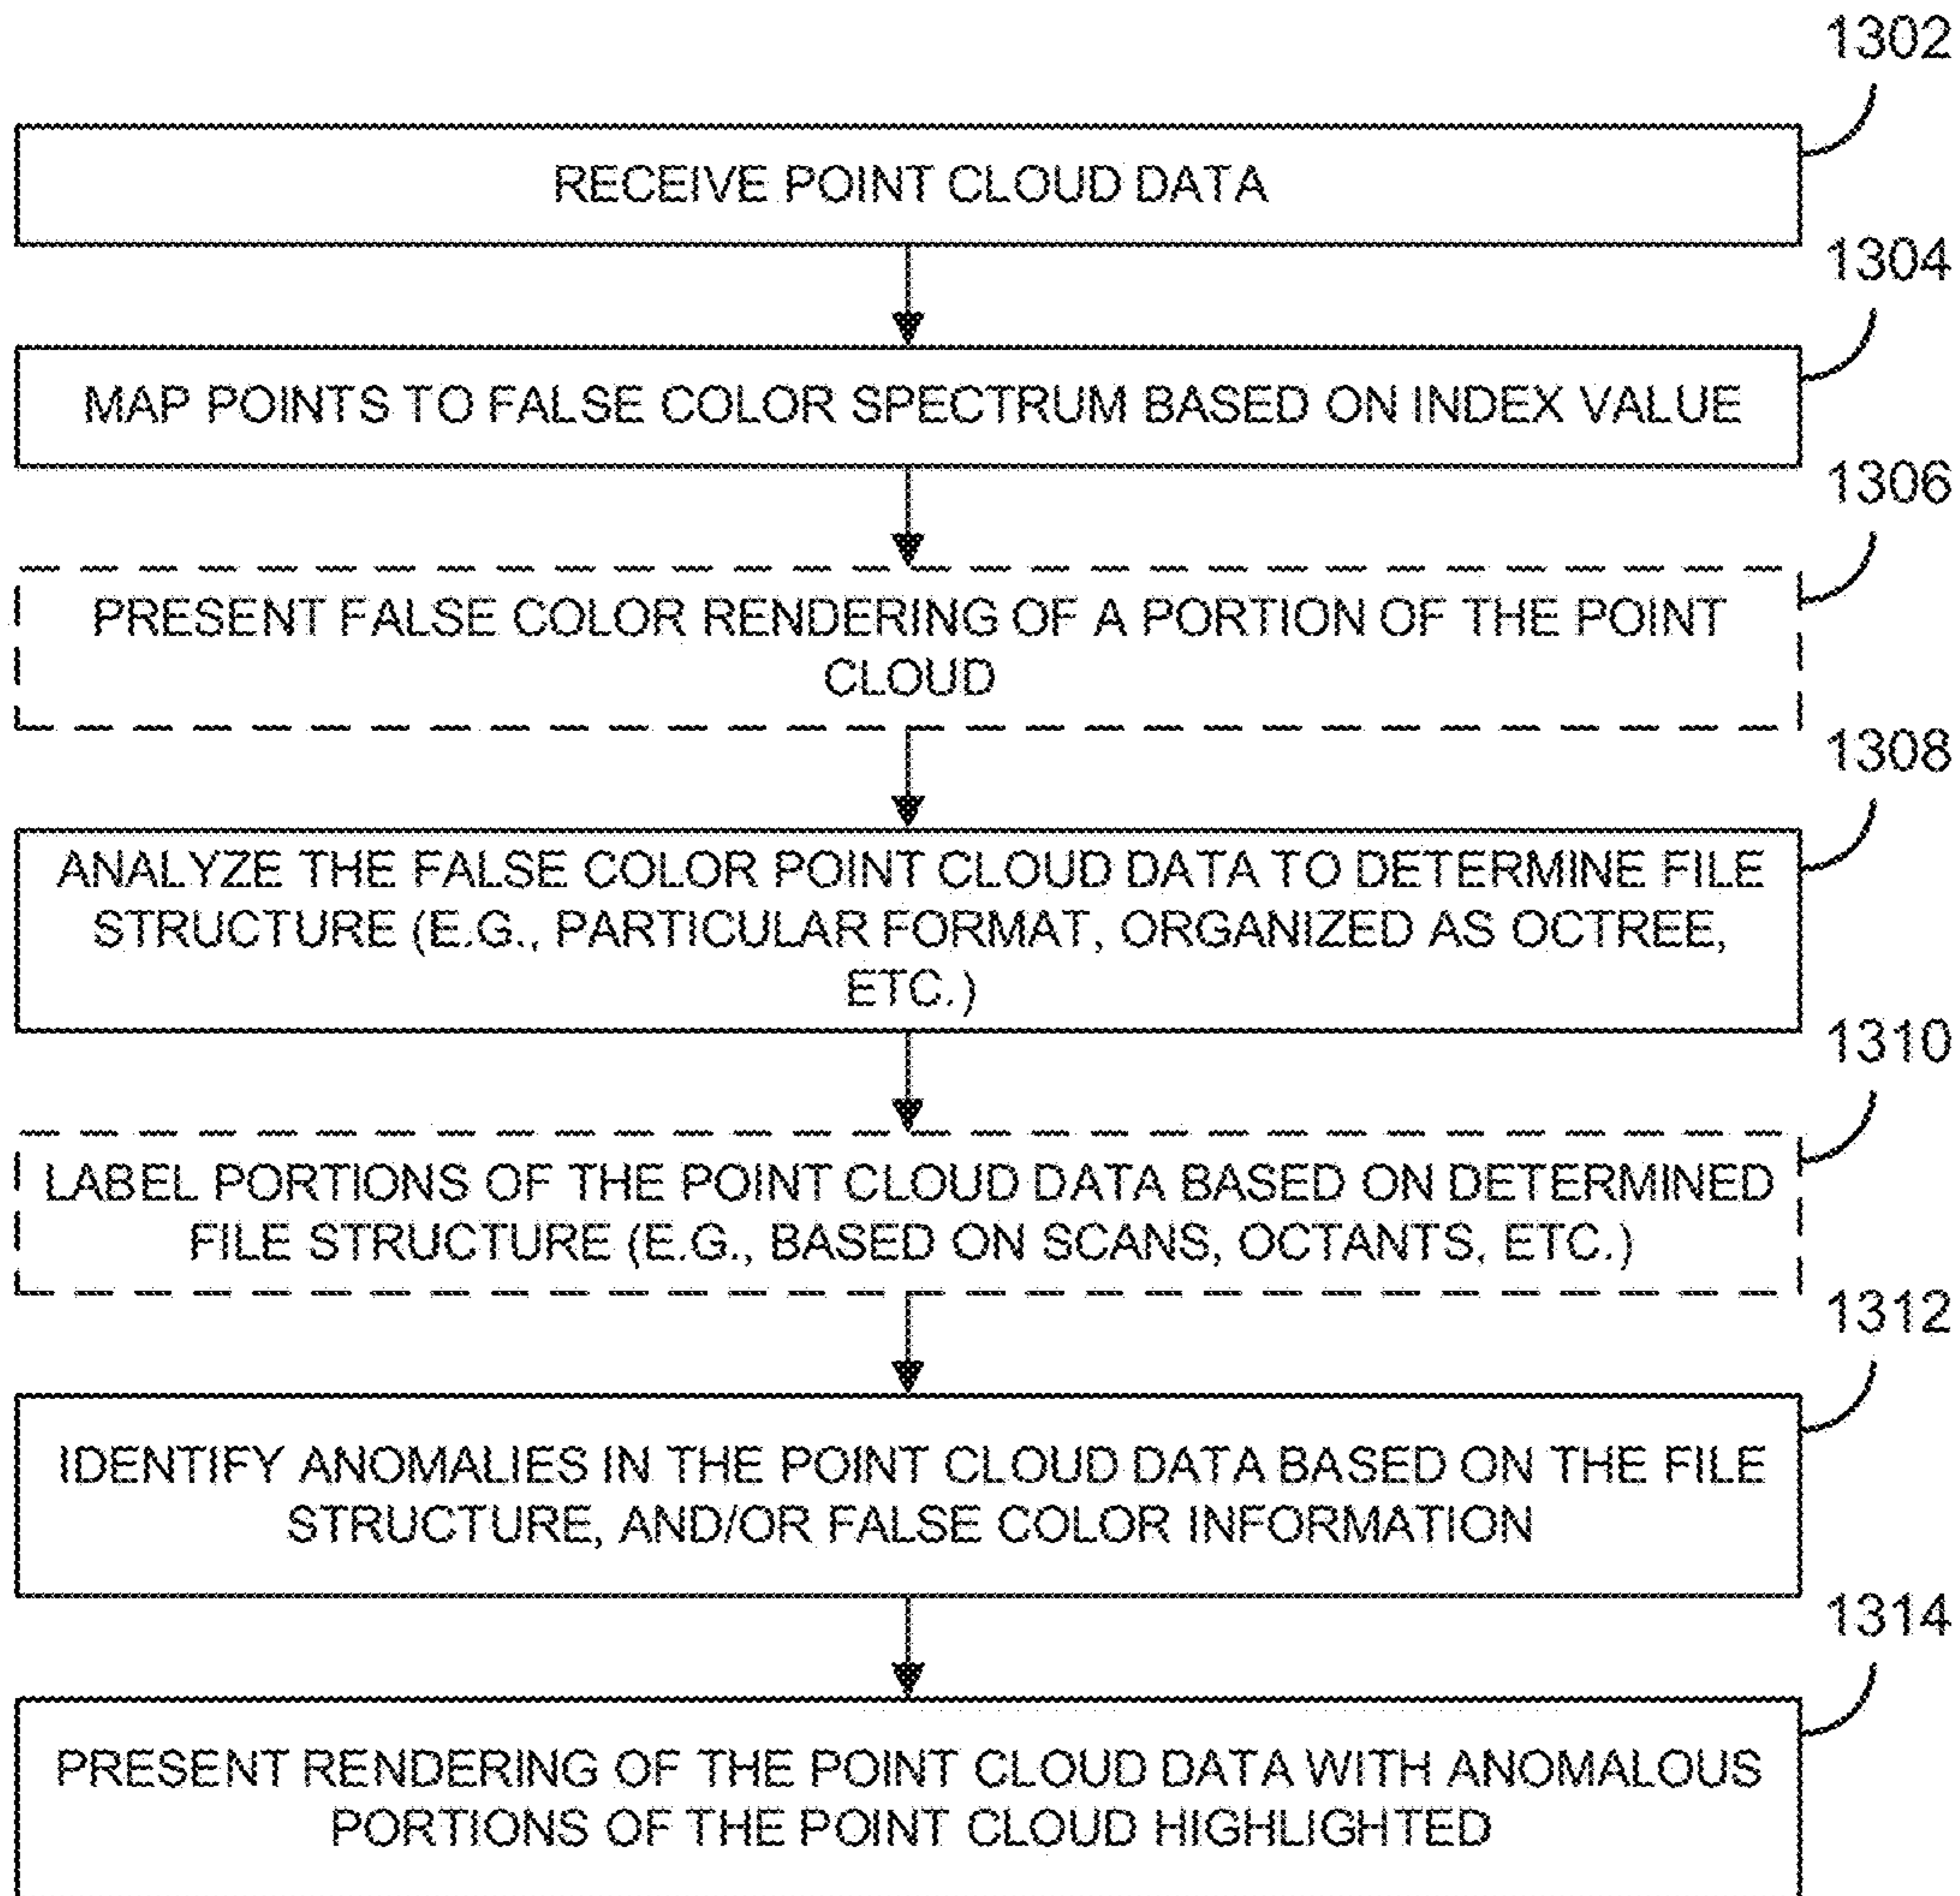 1302
RECEIVE POINT CLOUD DATA
1304
MAP POINTS TO FALSE COLOR SPECTRUM BASED ON INDEX VALUE
1306
PRESENT FALSE COLOR RENDERING OF A PORTION OF THE POINT
CLOUD
1308
ANALYZE THE FALSE COLOR POINT CLOUD DATA TO DETERMINE FILE
STRUCTURE (E.G., PARTICULAR FORMAT, ORGANIZED AS OCTREE,
ETC.)
1310
LABEL PORTIONS OF THE POINT CLOUD DATA BASED ON DETERMINED
FILE STRUCTURE (E.G., BASED ON SCANS, OCTANTS, ETC.)
1312
IDENTIFY ANOMALIES IN THE POINT CLOUD DATA BASED ON THE FILE
STRUCTURE, AND/OR FALSE COLOR INFORMATION
1314
PRESENT RENDERING OF THE POINT CLOUD DATA WITH ANOMALOUS
PORTIONS OF THE POINT CLOUD HIGHLIGHTED